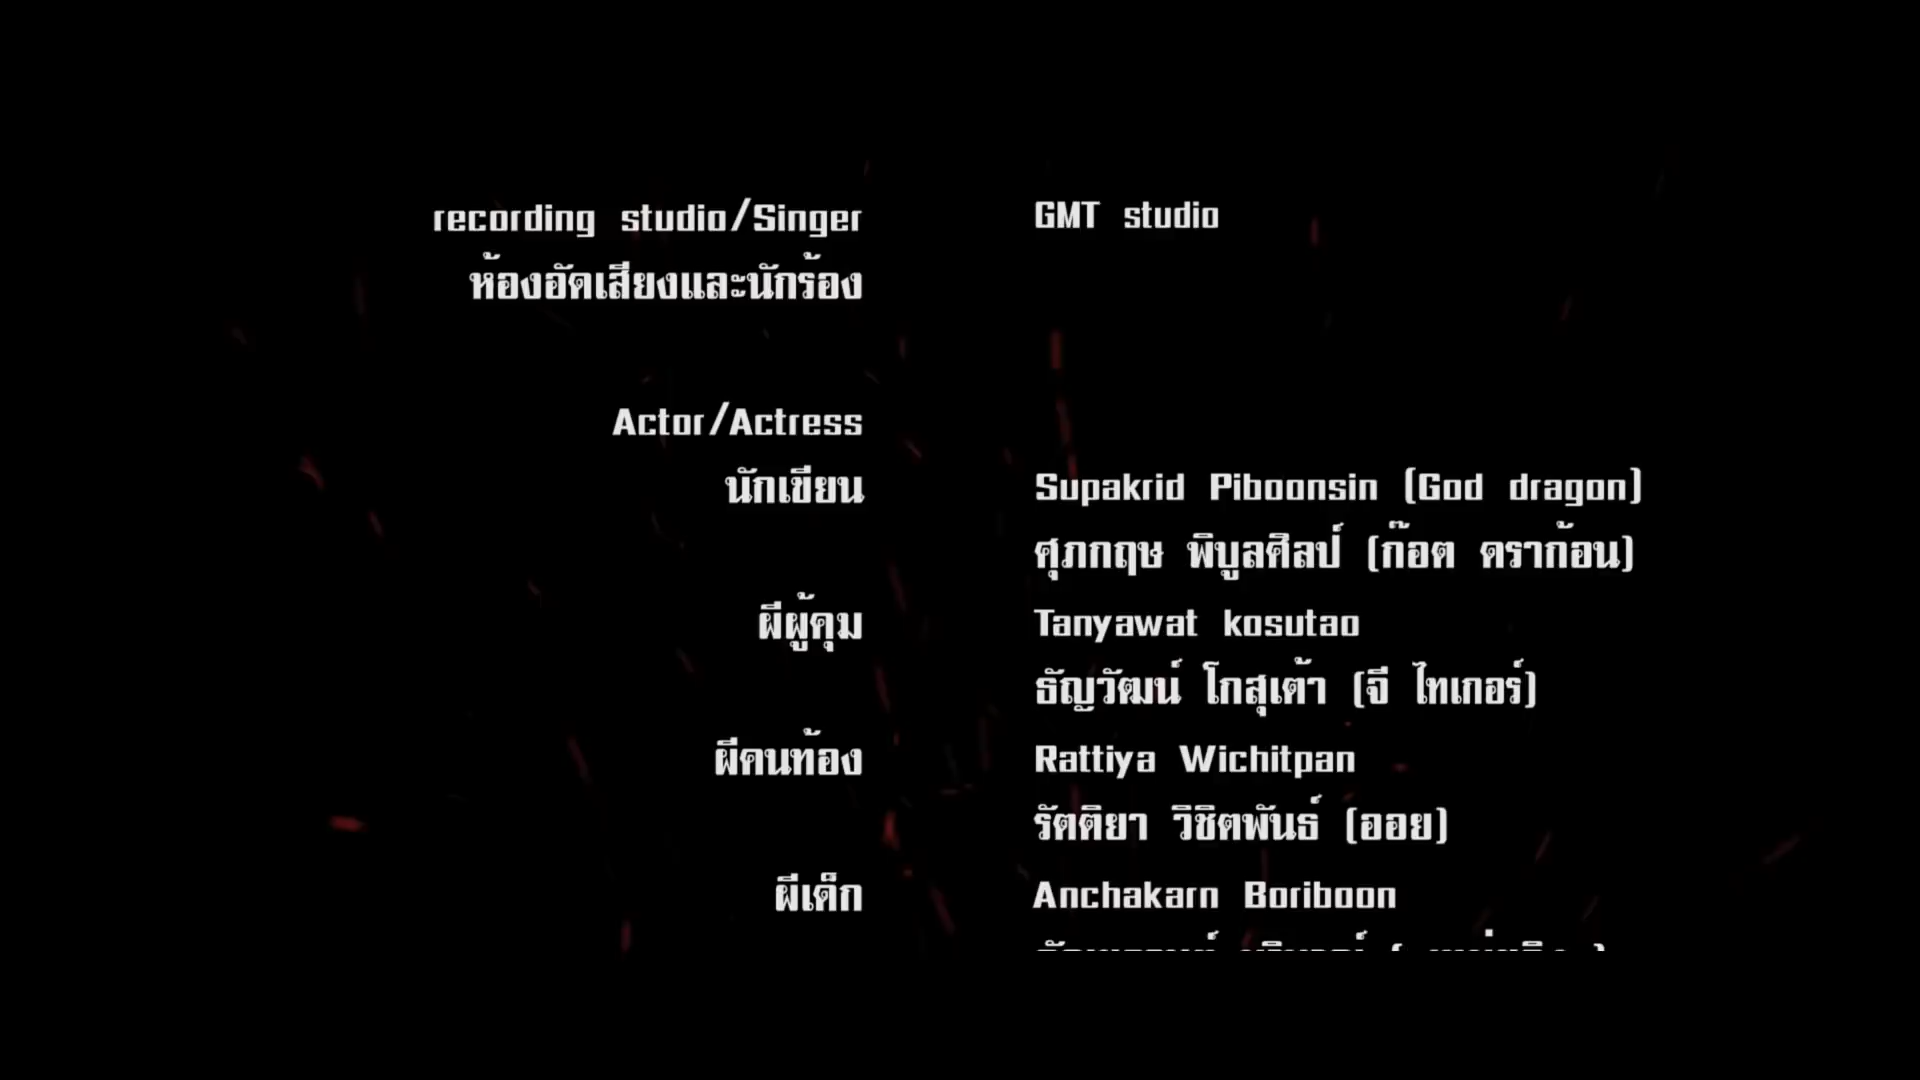 recording studio/Singer GMT studio
ห้องอัดเสียงและนักร้อง
Actor/Actress
นักเขียน Supakrid Piboonsin (God dragon)
ศุภกฤษ พิบูลศิลป์ (ก๊อต ดราก้อน)
ผีผู้คุม Tanyawat kosutao
ธัญวัฒน์ โกสุเต้า (จี ไทเกอร์)
ผีคนท้อง Rattiya Wichitpan
รัตติยา วิชิตพันธ์ (ออย)
ผีเด็ก Anchakarn Boriboon